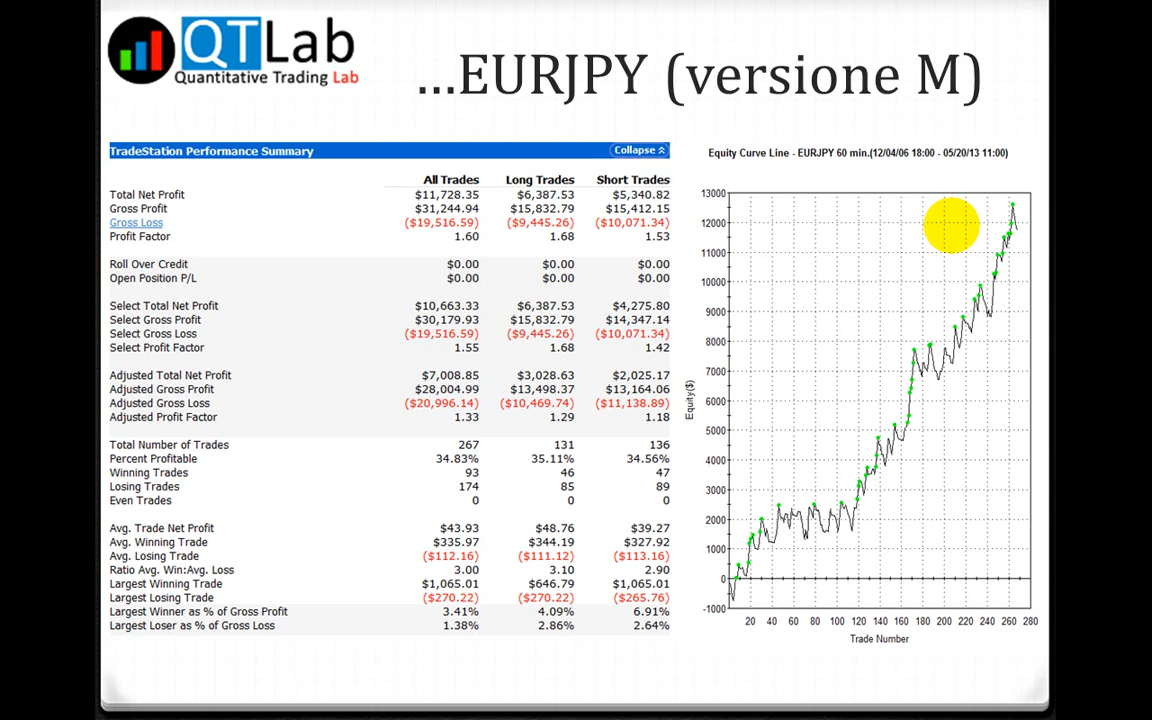 QTLab
Quantitative Trading Lab
...EURJPY (versione M)
TradeStation Performance Summary Collapse
All Trades Long Trades Short Trades
Total Net Profit $11,728.35 $6,387.53 $5,340.82
Gross Profit $31,244.94 $15,832.79 $15,412.15
Gross Loss ($19,516.59) ($9,445.26) ($10,071.34)
Profit Factor 1.60 1.68 1.53
Roll Over Credit $0.00 $0.00 $0.00
Open Position P/L $0.00 $0.00 $0.00
Select Total Net Profit $10,663.33 $6,387.53 $4,275.80
Select Gross Profit $30,179.93 $15,832.79 $14,347.14
Select Gross Loss ($19,516.59) ($9,445.26) ($10,071.34)
Select Profit Factor 1.55 1.68 1.42
Adjusted Total Net Profit $7,008.85 $3,028.63 $2,025.17
Adjusted Gross Profit $28,004.99 $13,498.37 $13,164.06
Adjusted Gross Loss ($20,996.14) ($10,469.74) ($11,138.89)
Adjusted Profit Factor 1.33 1.29 1.18
Total Number of Trades 267 131 136
Percent Profitable 34.83% 35.11% 34.56%
Winning Trades 93 46 47
Losing Trades 174 85 89
Even Trades 0 0 0
Avg. Trade Net Profit $43.93 $48.76 $39.27
Avg. Winning Trade $335.97 $344.19 $327.92
Avg. Losing Trade ($112.16) ($111.12) ($113.16)
Ratio Avg. Win:Avg. Loss 3.00 3.10 2.90
Largest Winning Trade $1,065.01 $646.79 $1,065.01
Largest Losing Trade ($270.22) ($270.22) ($265.76)
Largest Winner as % of Gross Profit 3.41% 4.09% 6.91%
Largest Loser as % of Gross Loss 1.38% 2.86% 2.64%
Equity Curve Line - EURJPY 60 min.(12/04/06 18:00 - 05/20/13 11:00)
13000
12000
11000
10000
9000
8000
7000
6000
5000
4000
3000
2000
1000
0
-1000
Equity($)
20 40 60 80 100 120 140 160 180 200 220 240 260 280
Trade Number